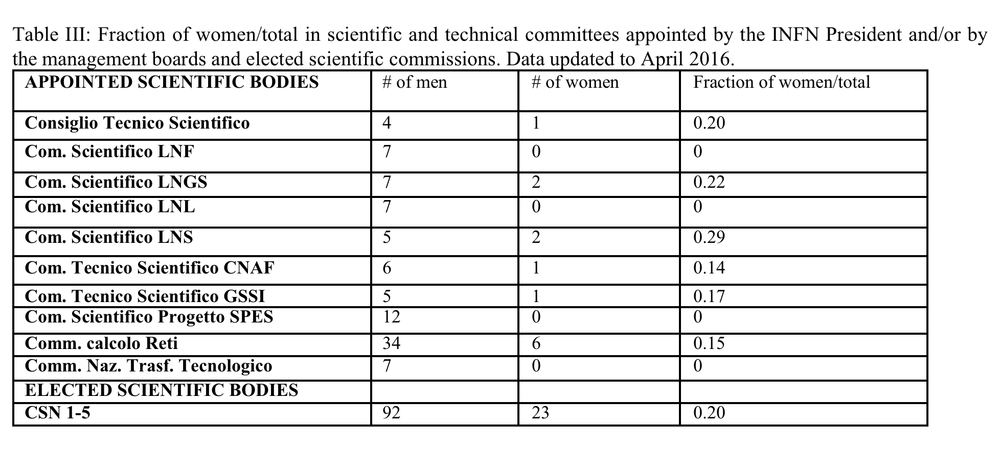 Table III: Fraction of women/total in scientific and technical committees appointed by the INFN President and/or by
the management boards and elected scientific commissions. Data updated to April 2016.
APPOINTED SCIENTIFIC BODIES # of men # of women Fraction of women/total
Consiglio Tecnico Scientifico 4 1 0.20
Com. Scientifico LNF 7 0 0
Com. Scientifico LNGS 7 2 0.22
Com. Scientifico LNL 7 0 0
Com. Scientifico LNS 5 2 0.29
Com. Tecnico Scientifico CNAF 6 1 0.14
Com. Tecnico Scientifico GSSI 5 1 0.17
Com. Scientifico Progetto SPES 12 0 0
Comm. calcolo Reti 34 6 0.15
Comm. Naz. Trasf. Tecnologico 7 0 0
ELECTED SCIENTIFIC BODIES
CSN 1-5 92 23 0.20